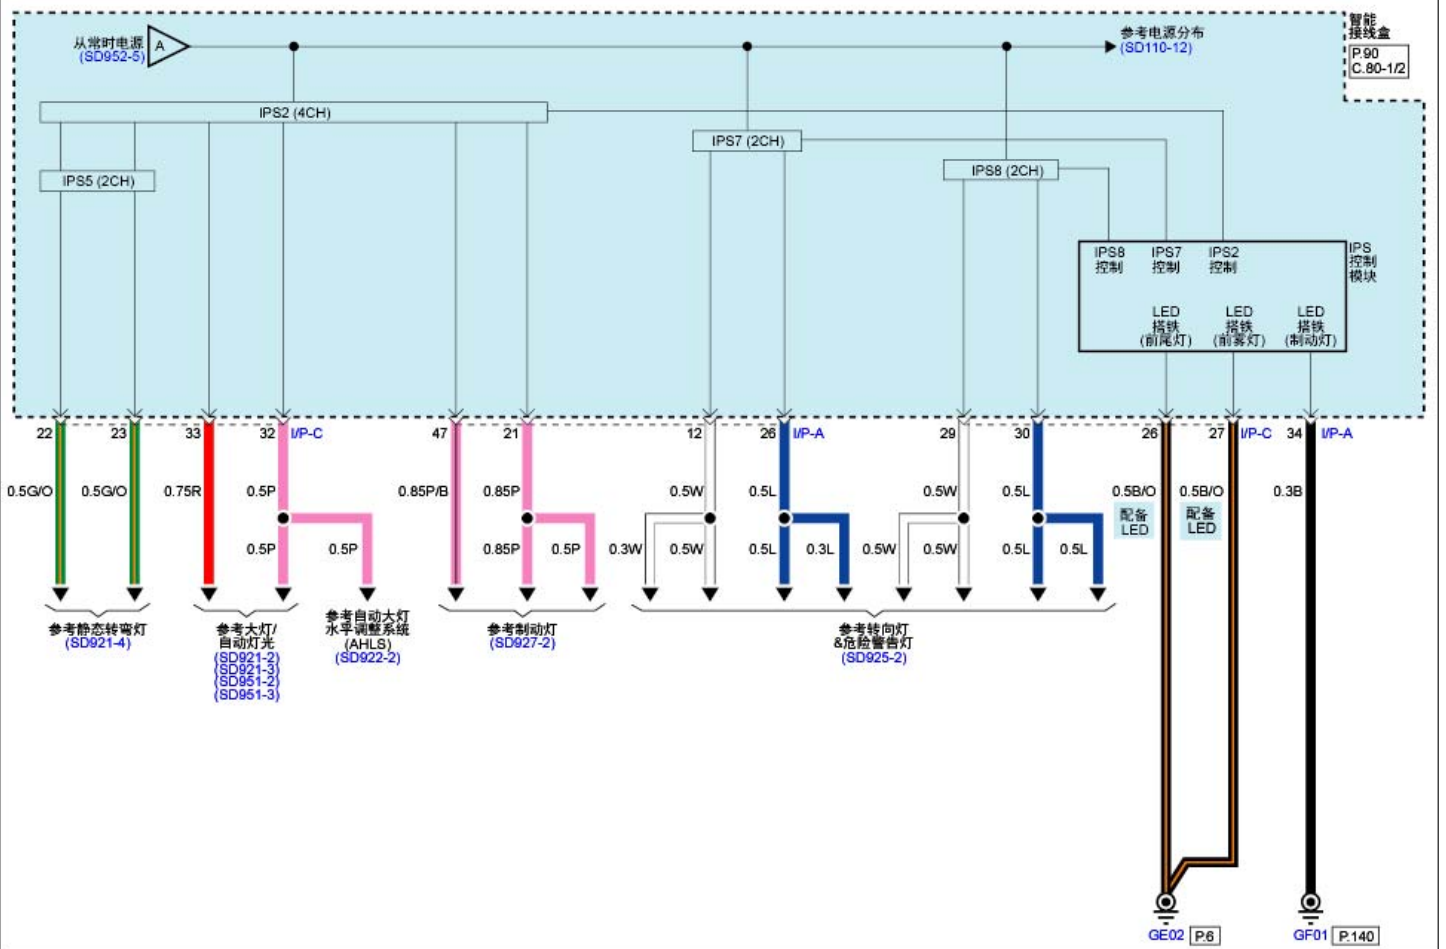 从常时电源
(SD952-5)
A
参考电源分布
(SD110-12)
智能
接线盒
P.90
C.80-1/2
IPS2 (4CH)
IPS7 (2CH)
IPS8 (2CH)
IPS5 (2CH)
IPS8
控制
IPS7
控制
IPS2
控制
IPS
控制
模块
LED
搭铁
(前尾灯)
LED
搭铁
(前雾灯)
LED
搭铁
(制动灯)
22
23
33
32
I/P-C
47
21
12
26
I/P-A
29
30
26
27
I/P-C
34
I/P-A
0.5G/O
0.5G/O
0.75R
0.5P
0.85P/B
0.85P
0.5W
0.5L
0.5W
0.5L
0.5B/O
0.5B/O
0.3B
配备
LED
配备
LED
0.5P
0.5P
0.85P
0.5P
0.3W
0.5W
0.5L
0.3L
0.5W
0.5W
0.5L
0.5L
参考静态转弯灯
(SD921-4)
参考大灯/
自动灯光
(SD921-2)
(SD921-3)
(SD951-2)
(SD951-3)
参考自动大灯
水平调整系统
(AHLS)
(SD922-2)
参考制动灯
(SD927-2)
参考转向灯
&危险警告灯
(SD925-2)
GE02
P.6
GF01
P.140